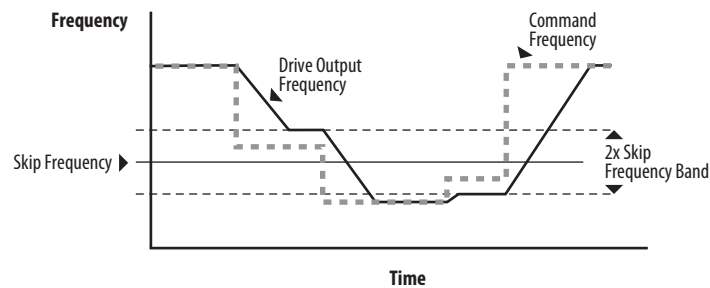 Frequency
Command
Frequency
Drive Output
Frequency
Skip Frequency
2x Skip
Frequency Band
Time